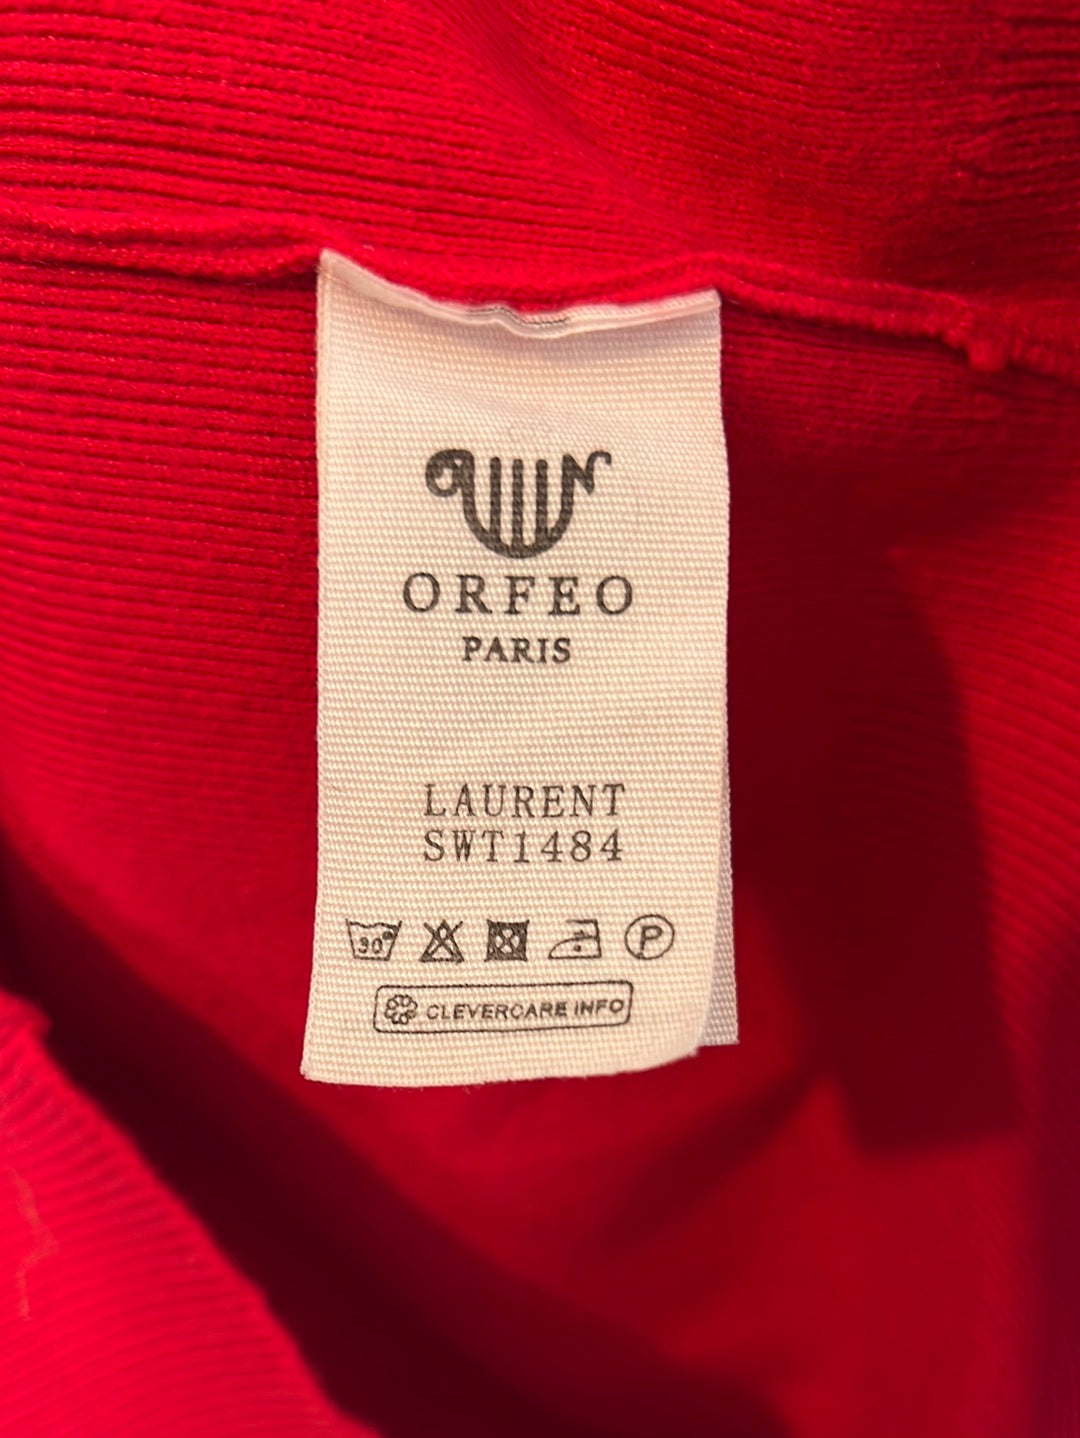 ORFEO
PARIS
LAURENT
SWT1484
30°
P
CLEVERCARE INFO